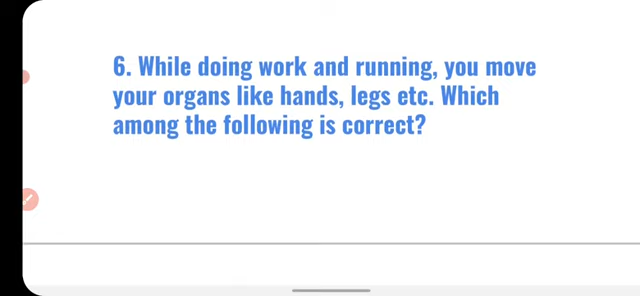 6. While doing work and running, you move
your organs like hands, legs etc. Which
among the following is correct?